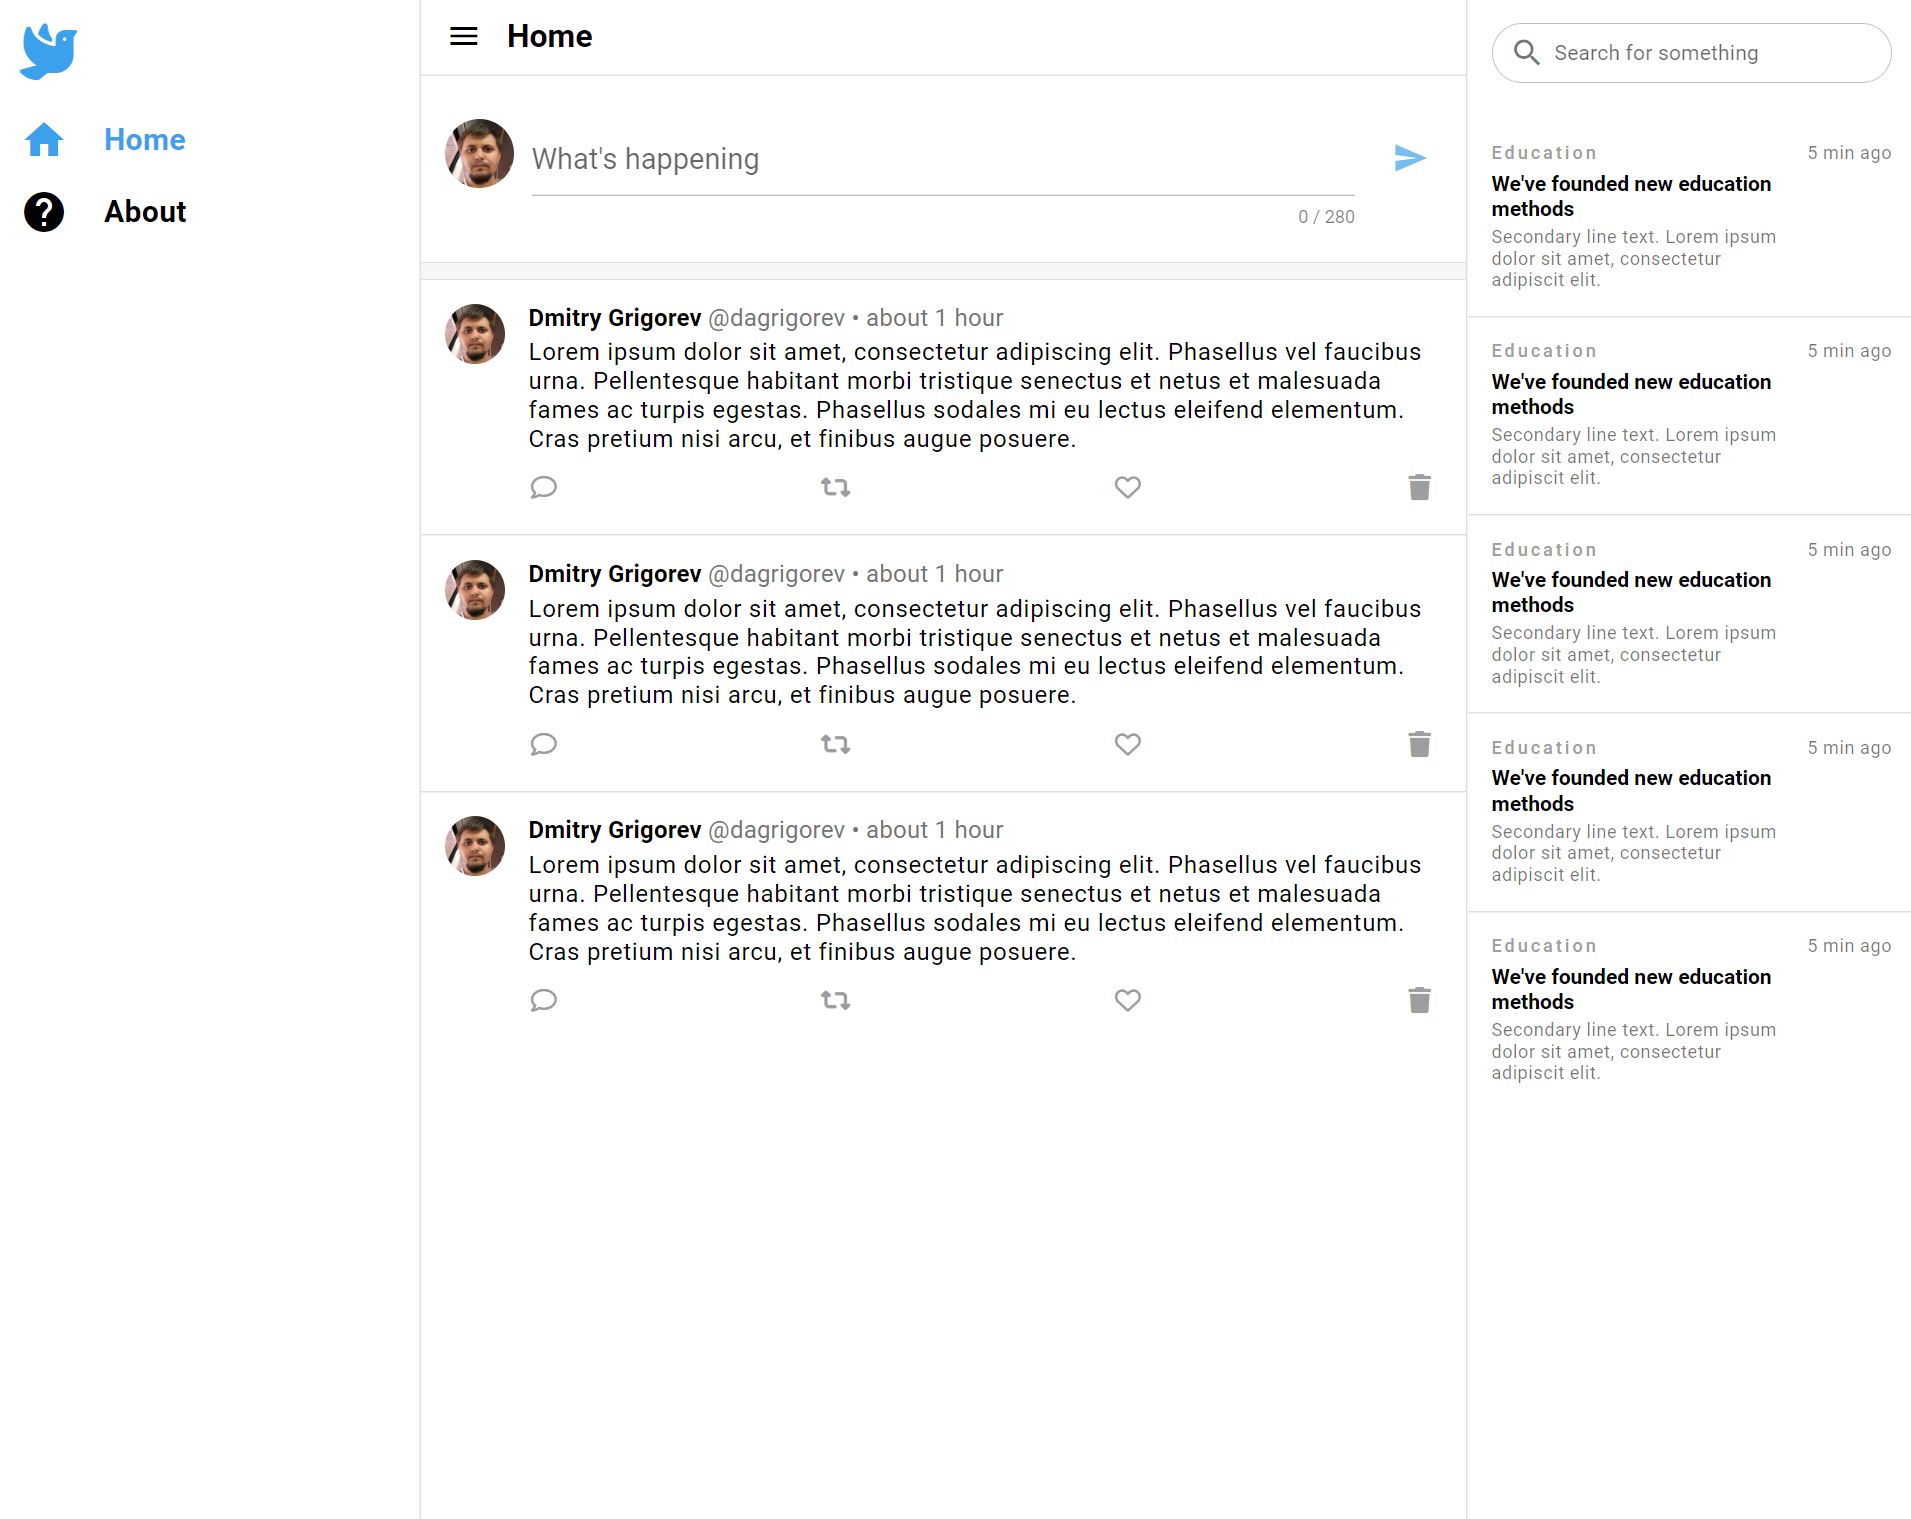 Home
About
Home
What's happening
0 / 280
Dmitry Grigorev @dagrigorev • about 1 hour
Lorem ipsum dolor sit amet, consectetur adipiscing elit. Phasellus vel faucibus
urna. Pellentesque habitant morbi tristique senectus et netus et malesuada
fames ac turpis egestas. Phasellus sodales mi eu lectus eleifend elementum.
Cras pretium nisi arcu, et finibus augue posuere.
Dmitry Grigorev @dagrigorev • about 1 hour
Lorem ipsum dolor sit amet, consectetur adipiscing elit. Phasellus vel faucibus
urna. Pellentesque habitant morbi tristique senectus et netus et malesuada
fames ac turpis egestas. Phasellus sodales mi eu lectus eleifend elementum.
Cras pretium nisi arcu, et finibus augue posuere.
Dmitry Grigorev @dagrigorev • about 1 hour
Lorem ipsum dolor sit amet, consectetur adipiscing elit. Phasellus vel faucibus
urna. Pellentesque habitant morbi tristique senectus et netus et malesuada
fames ac turpis egestas. Phasellus sodales mi eu lectus eleifend elementum.
Cras pretium nisi arcu, et finibus augue posuere.
Search for something
Education 5 min ago
We've founded new education
methods
Secondary line text. Lorem ipsum
dolor sit amet, consectetur
adipiscit elit.
Education 5 min ago
We've founded new education
methods
Secondary line text. Lorem ipsum
dolor sit amet, consectetur
adipiscit elit.
Education 5 min ago
We've founded new education
methods
Secondary line text. Lorem ipsum
dolor sit amet, consectetur
adipiscit elit.
Education 5 min ago
We've founded new education
methods
Secondary line text. Lorem ipsum
dolor sit amet, consectetur
adipiscit elit.
Education 5 min ago
We've founded new education
methods
Secondary line text. Lorem ipsum
dolor sit amet, consectetur
adipiscit elit.